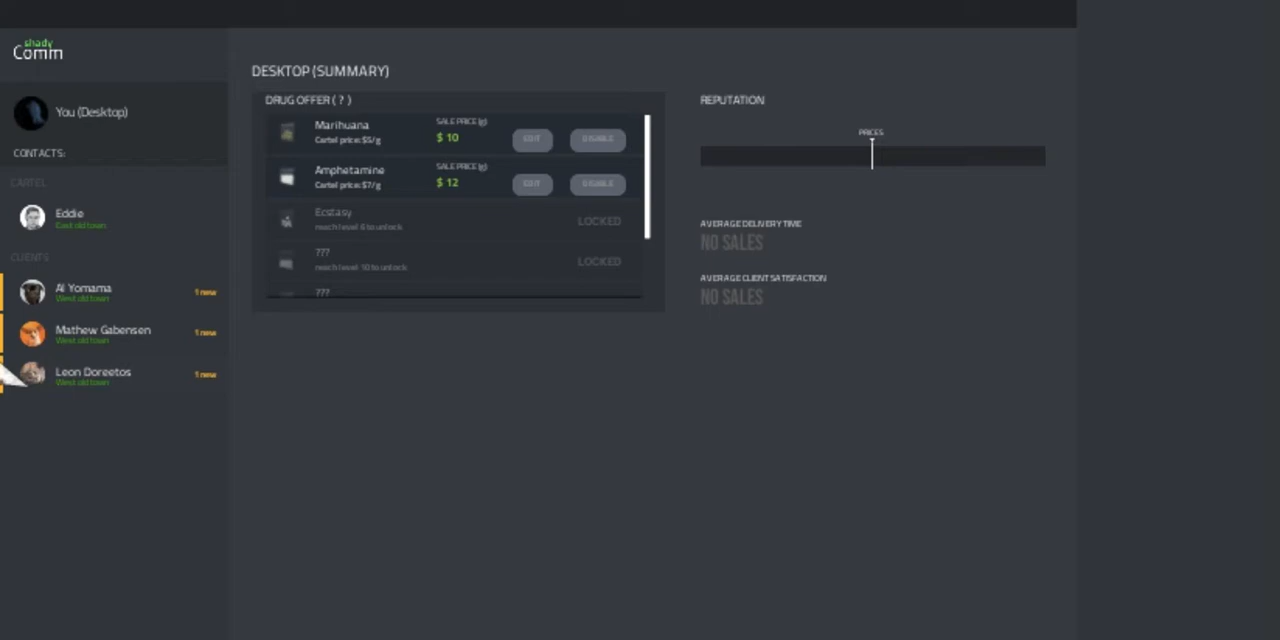 shady
Comm
You (Desktop)
CONTACTS:
CARTEL
Eddie
East old town
CLIENTS
Al Yomama
West old town
1 new
Mathew Gabensen
West old town
1 new
Leon Doreetos
West old town
1 new
DESKTOP (SUMMARY)
DRUG OFFER ( ? )
Marihuana
Cartel price: $5/g
SALE PRICE (g)
$ 10
EDIT
DISABLE
Amphetamine
Cartel price: $7/g
SALE PRICE (g)
$ 12
EDIT
DISABLE
Ecstasy
reach level 6 to unlock
LOCKED
???
reach level 10 to unlock
LOCKED
???
REPUTATION
PRICES
AVERAGE DELIVERY TIME
NO SALES
AVERAGE CLIENT SATISFACTION
NO SALES